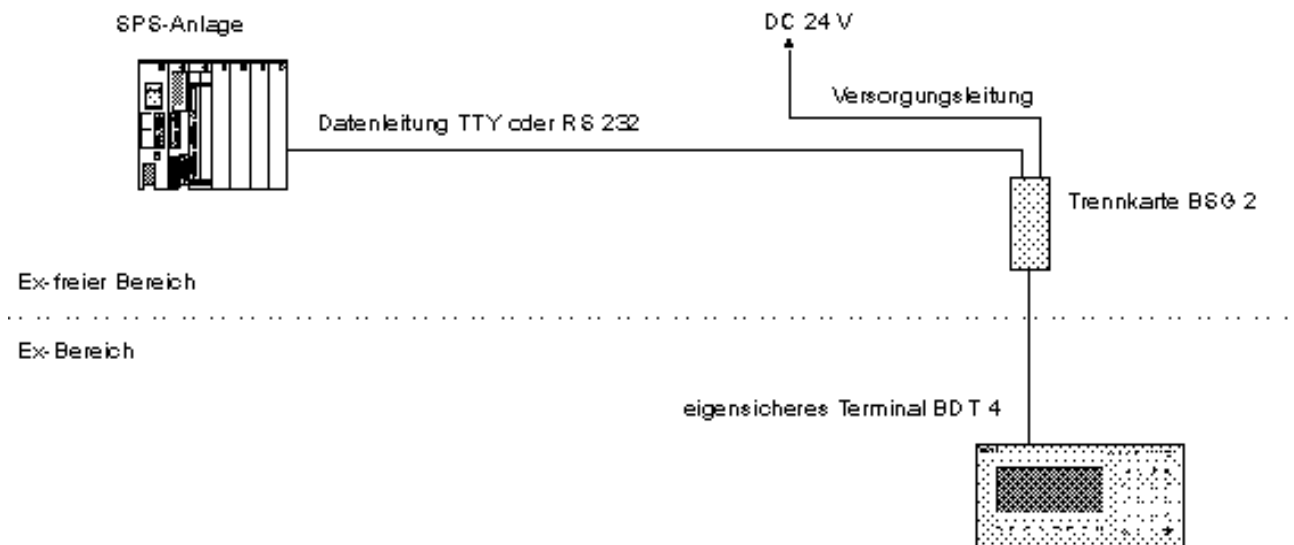 SPS-Anlage
DC 24 V
Versorgungsleitung
Datenleitung TTY oder RS 232
Trennkarte BSG 2
Ex-freier Bereich
Ex-Bereich
eigensicheres Terminal BDT 4